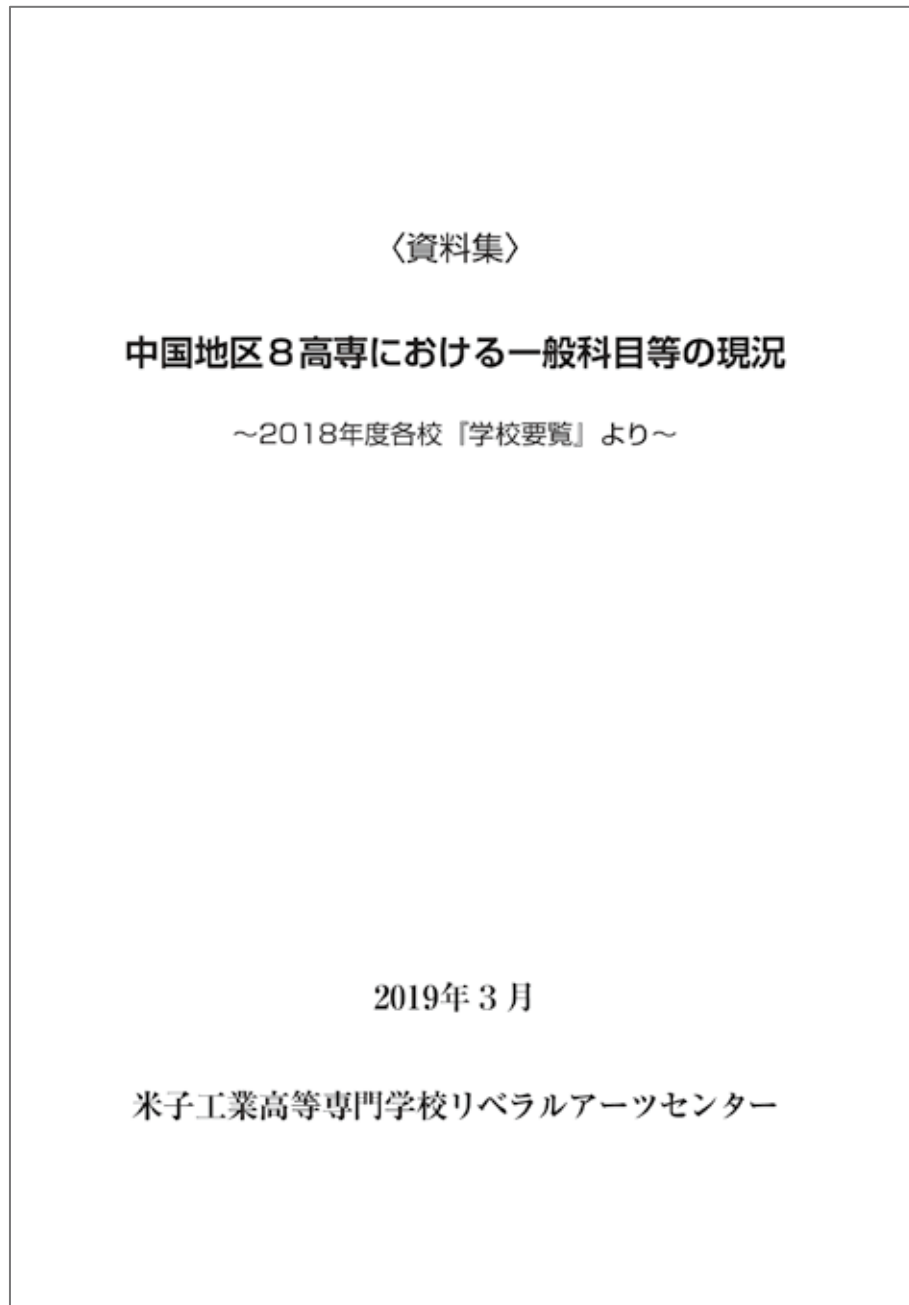 〈資料集〉
中国地区８高専における一般科目等の現況
～2018年度各校『学校要覧』より～
2019年３月
米子工業高等専門学校リベラルアーツセンター